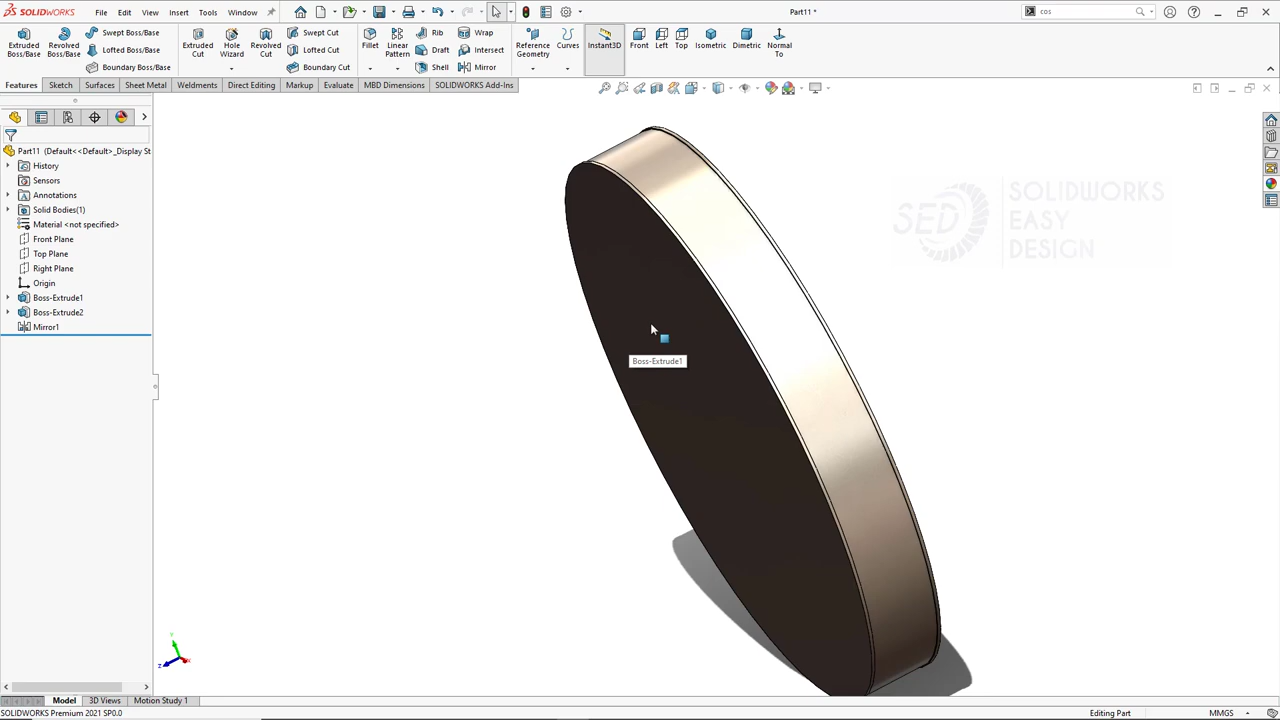 SOLIDWORKS
File
Edit
View
Insert
Tools
Window
Part11 *
cos
Extruded Boss/Base
Revolved Boss/Base
Swept Boss/Base
Lofted Boss/Base
Boundary Boss/Base
Extruded Cut
Hole Wizard
Revolved Cut
Swept Cut
Lofted Cut
Boundary Cut
Fillet
Linear Pattern
Rib
Draft
Shell
Wrap
Intersect
Mirror
Reference Geometry
Curves
Instant3D
Front
Left
Top
Isometric
Dimetric
Normal To
Features
Sketch
Surfaces
Sheet Metal
Weldments
Direct Editing
Markup
Evaluate
MBD Dimensions
SOLIDWORKS Add-Ins
Part11 (Default<<Default>_Display St
History
Sensors
Annotations
Solid Bodies(1)
Material <not specified>
Front Plane
Top Plane
Right Plane
Origin
Boss-Extrude1
Boss-Extrude2
Mirror1
SED
SOLIDWORKS
EASY
DESIGN
Boss-Extrude1
Y
Z
X
Model
3D Views
Motion Study 1
SOLIDWORKS Premium 2021 SP0.0
Editing Part
MMGS